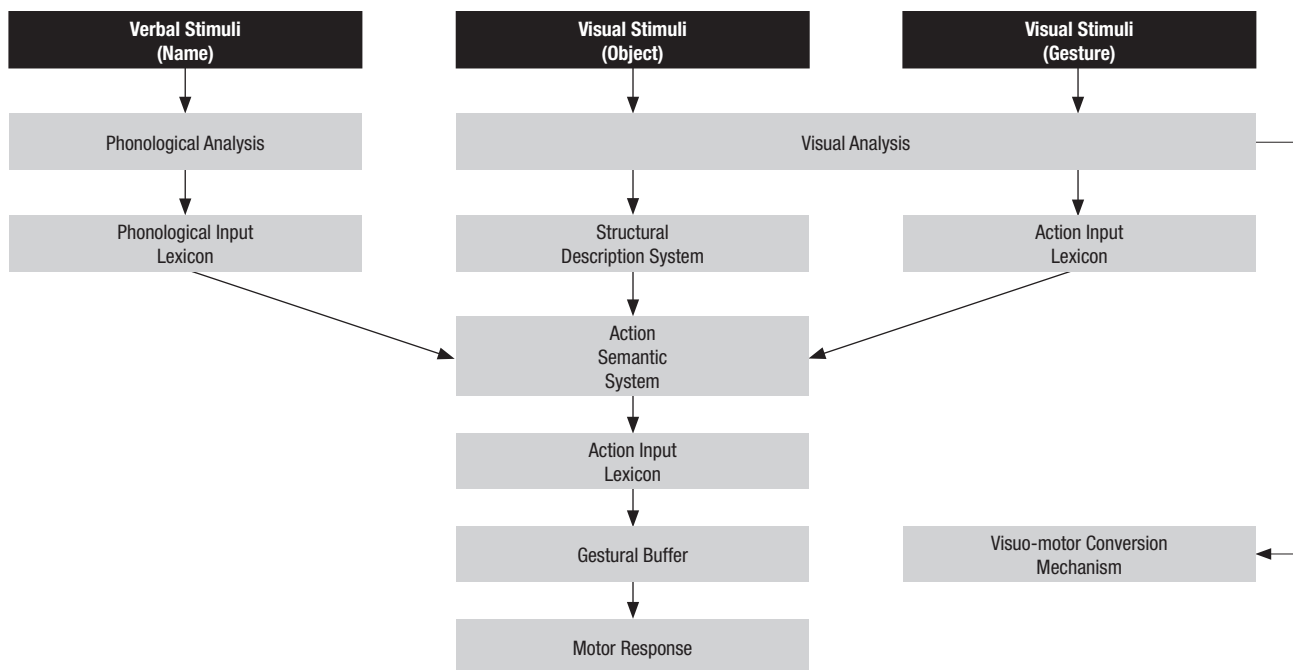 Verbal Stimuli
(Name)
Visual Stimuli
(Object)
Visual Stimuli
(Gesture)
Phonological Analysis
Visual Analysis
Phonological Input
Lexicon
Structural
Description System
Action Input
Lexicon
Action
Semantic
System
Action Input
Lexicon
Gestural Buffer
Visuo-motor Conversion
Mechanism
Motor Response